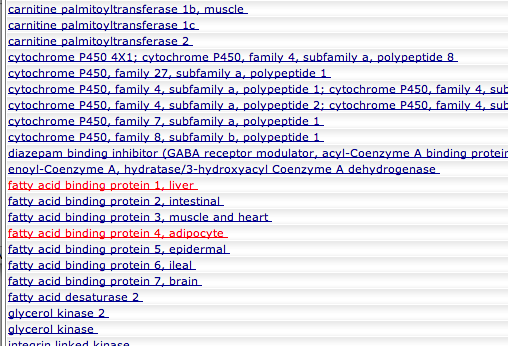 carnitine palmitoyltransferase 1b, muscle
carnitine palmitoyltransferase 1c
carnitine palmitoyltransferase 2
cytochrome P450 4X1; cytochrome P450, family 4, subfamily a, polypeptide 8
cytochrome P450, family 27, subfamily a, polypeptide 1
cytochrome P450, family 4, subfamily a, polypeptide 1; cytochrome P450, family 4, sub
cytochrome P450, family 4, subfamily a, polypeptide 2; cytochrome P450, family 4, sub
cytochrome P450, family 7, subfamily a, polypeptide 1
cytochrome P450, family 8, subfamily b, polypeptide 1
diazepam binding inhibitor (GABA receptor modulator, acyl-Coenzyme A binding protein
enoyl-Coenzyme A, hydratase/3-hydroxyacyl Coenzyme A dehydrogenase
fatty acid binding protein 1, liver
fatty acid binding protein 2, intestinal
fatty acid binding protein 3, muscle and heart
fatty acid binding protein 4, adipocyte
fatty acid binding protein 5, epidermal
fatty acid binding protein 6, ileal
fatty acid binding protein 7, brain
fatty acid desaturase 2
glycerol kinase 2
glycerol kinase
integrin linked kinase